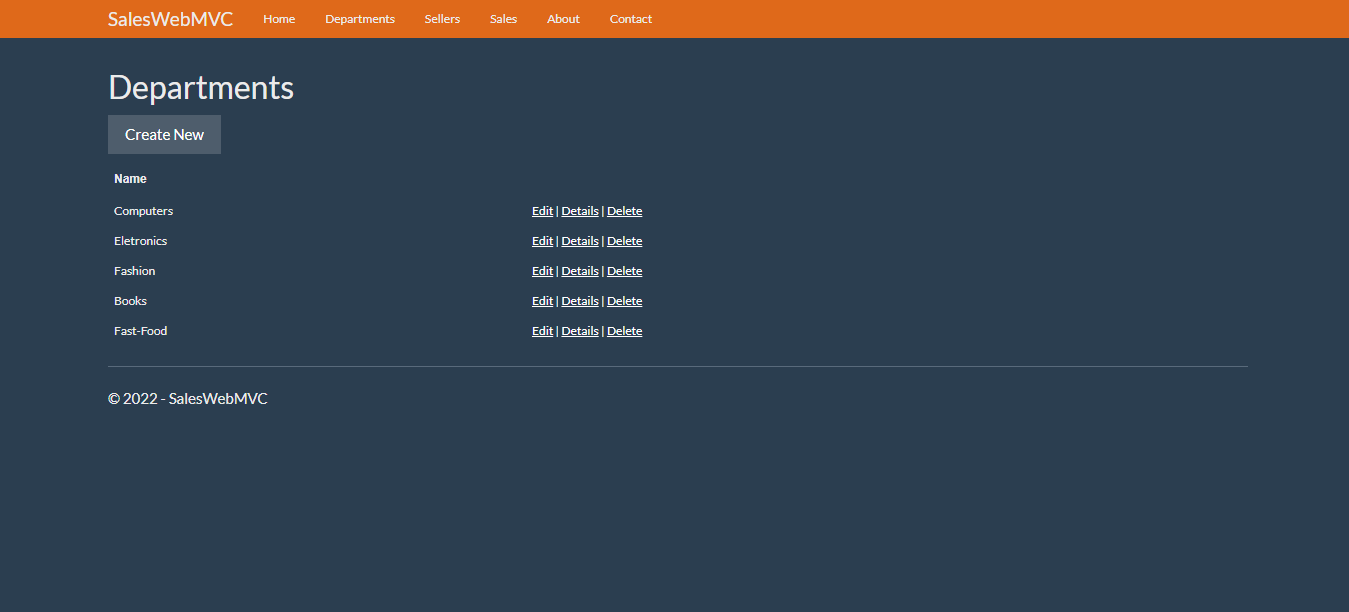 SalesWebMVC Home Departments Sellers Sales About Contact
Departments
Create New
Name
Computers Edit | Details | Delete
Eletronics Edit | Details | Delete
Fashion Edit | Details | Delete
Books Edit | Details | Delete
Fast-Food Edit | Details | Delete
© 2022 - SalesWebMVC